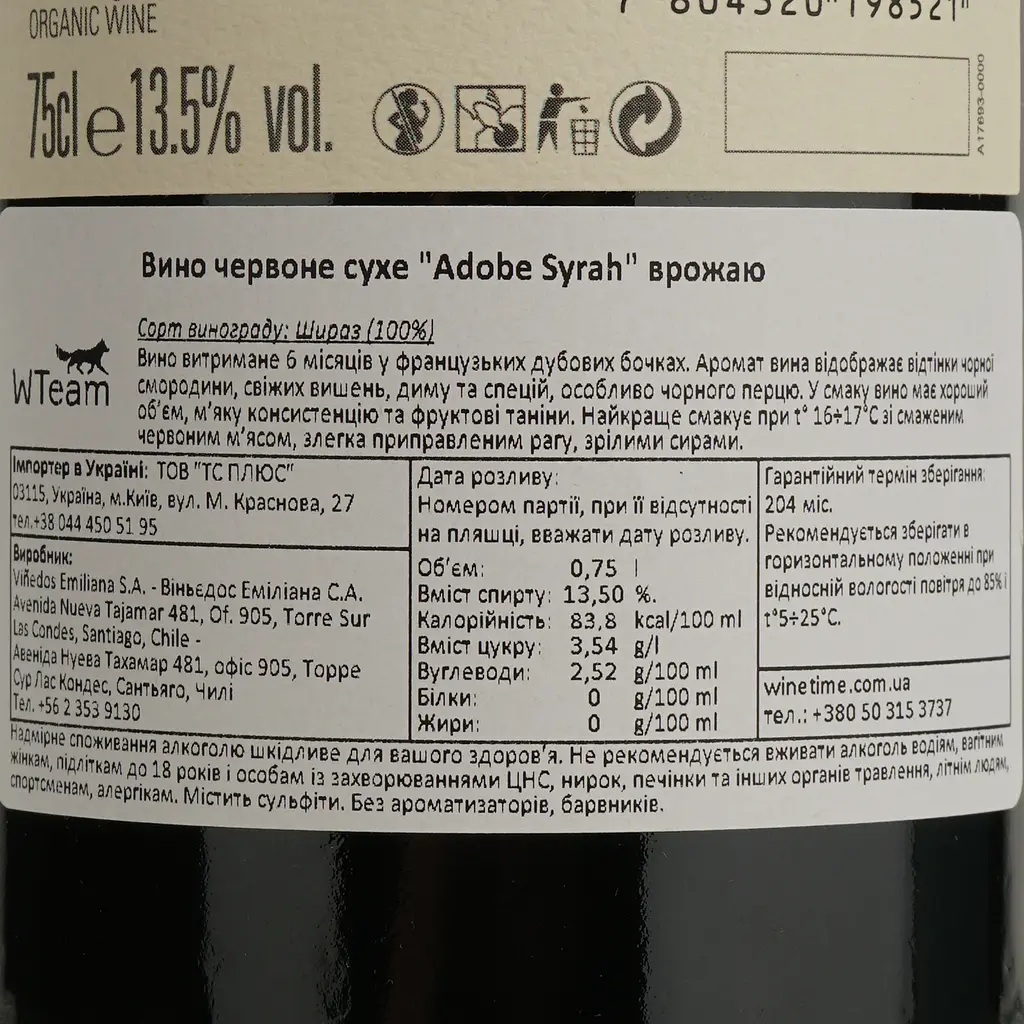 ORGANIC WINE
7 804320 198521
75cl e 13.5% vol.
A17693-0000
Вино червоне сухе "Adobe Syrah" врожаю
WTeam
Сорт винограду: Шираз (100%)
Вино витримане 6 місяців у французьких дубових бочках. Аромат вина відображає відтінки чорної
смородини, свіжих вишень, диму та спецій, особливо чорного перцю. У смаку вино має хороший
об'єм, м'яку консистенцію та фруктові таніни. Найкраще смакує при t° 16÷17°C зі смаженим
червоним м'ясом, злегка приправленим рагу, зрілими сирами.
Імпортер в Україні: ТОВ "ТС ПЛЮС"
03115, Україна, м.Київ, вул. М. Краснова, 27
тел.+38 044 450 51 95
Виробник:
Viñedos Emiliana S.A. - Віньєдос Еміліана С.А.
Avenida Nueva Tajamar 481, Of. 905, Torre Sur
Las Condes, Santiago, Chile -
Авеніда Нуева Тахамар 481, офіс 905, Торре
Сур Лас Кондес, Сантьяго, Чилі
Тел. +56 2 353 9130
Дата розливу:
Номером партії, при її відсутності
на пляшці, вважати дату розливу.
Об'єм: 0,75 l
Вміст спирту: 13,50 %.
Калорійність: 83,8 kcal/100 ml
Вміст цукру: 3,54 g/l
Вуглеводи: 2,52 g/100 ml
Білки: 0 g/100 ml
Жири: 0 g/100 ml
Гарантійний термін зберігання:
204 міс.
Рекомендується зберігати в
горизонтальному положенні при
відносній вологості повітря до 85% і
t°5÷25°C.
winetime.com.ua
тел.: +380 50 315 3737
Надмірне споживання алкоголю шкідливе для вашого здоров'я. Не рекомендується вживати алкоголь водіям, вагітним
жінкам, підліткам до 18 років і особам із захворюваннями ЦНС, нирок, печінки та інших органів травлення, літнім людям,
спортсменам, алергікам. Містить сульфіти. Без ароматизаторів, барвників.